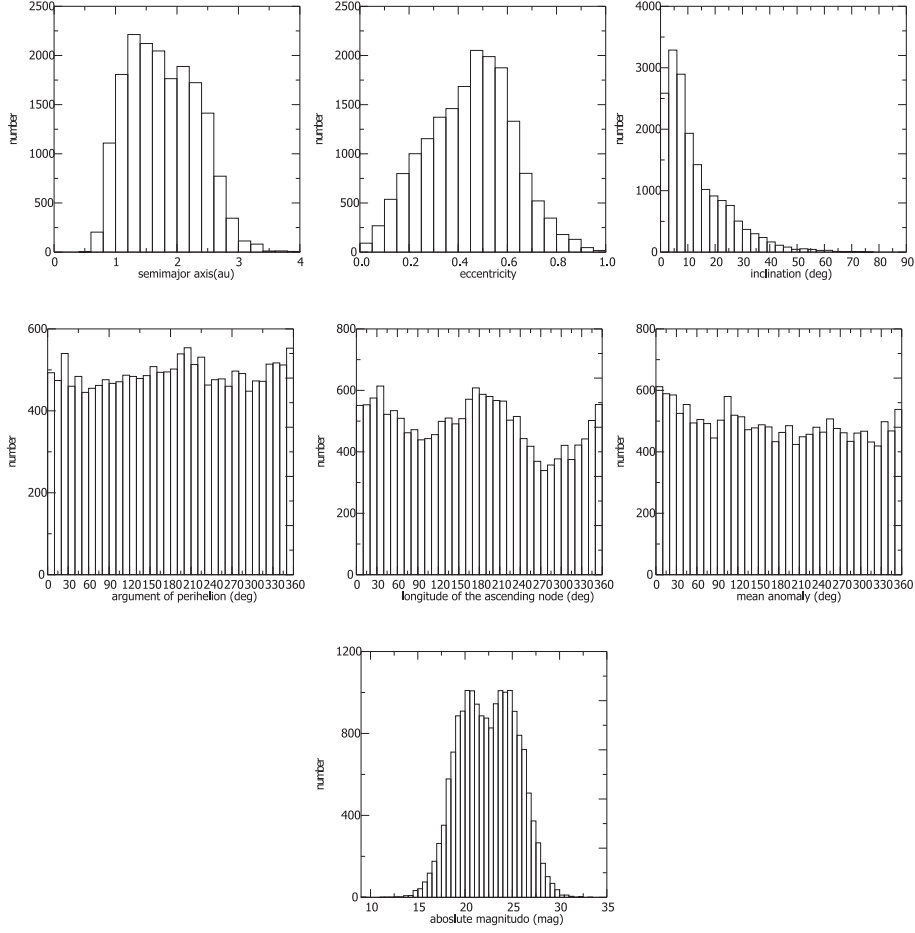 2500
2000
1500
1000
500
0
number
0 1 2 3 4
semimajor axis(au)
2500
2000
1500
1000
500
0
number
0.0 0.2 0.4 0.6 0.8 1.0
eccentricity
4000
3000
2000
1000
0
number
0 10 20 30 40 50 60 70 80 90
inclination (deg)
600
400
200
0
number
0 30 60 90 120 150 180 210 240 270 300 330 360
argument of perihelion (deg)
800
600
400
200
0
number
0 30 60 90 120 150 180 210 240 270 300 330 360
longitude of the ascending node (deg)
800
600
400
200
0
number
0 30 60 90 120 150 180 210 240 270 300 330 360
mean anomaly (deg)
1200
800
400
0
number
10 15 20 25 30 35
aboslute magnitudo (mag)